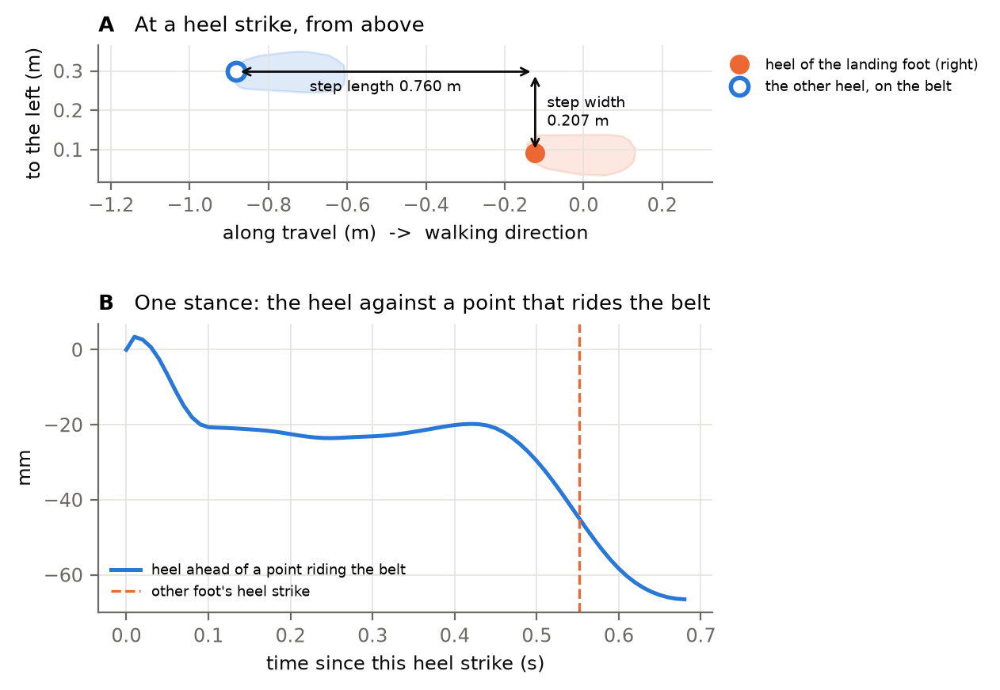 A At a heel strike, from above
to the left (m)
0.3
0.2
0.1
step length 0.760 m
step width
0.207 m
heel of the landing foot (right)
the other heel, on the belt
−1.2 −1.0 −0.8 −0.6 −0.4 −0.2 0.0 0.2
along travel (m) -> walking direction
B One stance: the heel against a point that rides the belt
mm
0
−20
−40
−60
heel ahead of a point riding the belt
other foot's heel strike
0.0 0.1 0.2 0.3 0.4 0.5 0.6 0.7
time since this heel strike (s)